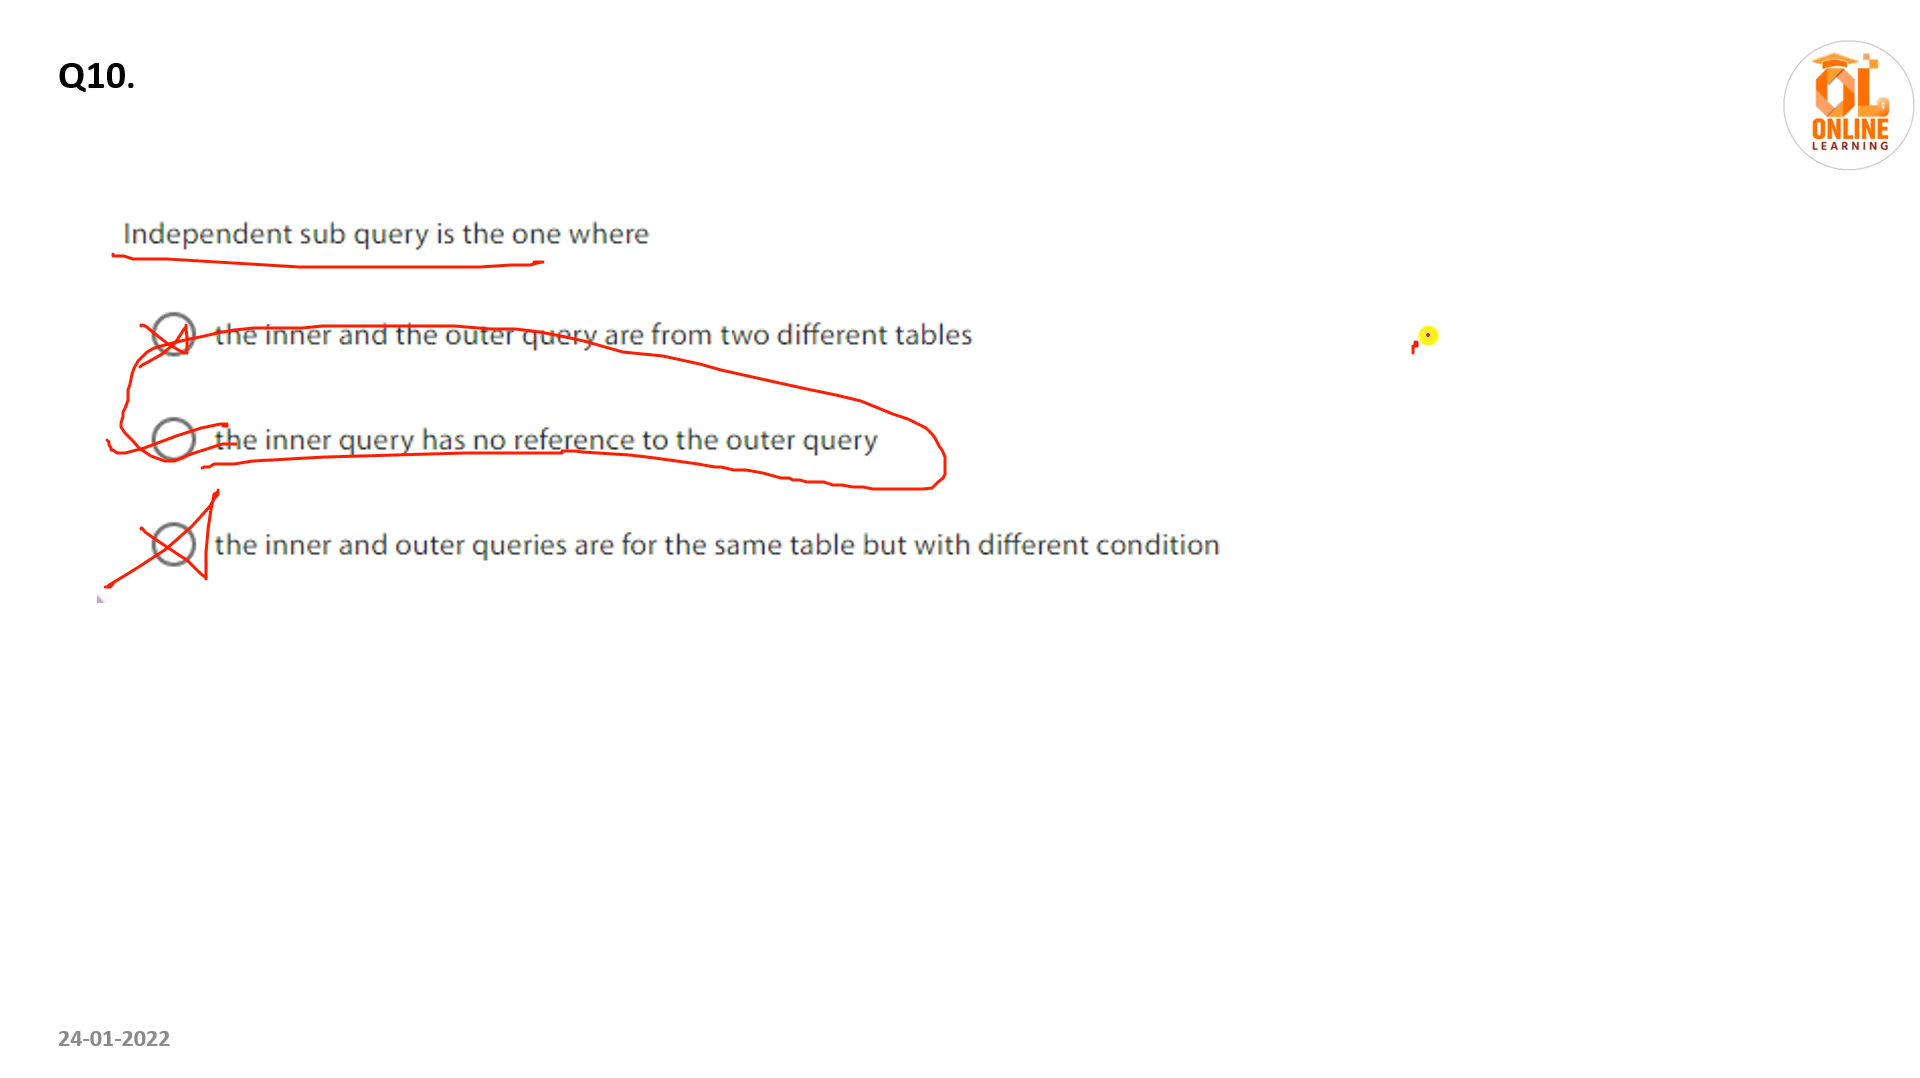 Q10.
OL
ONLINE
LEARNING
Independent sub query is the one where
the inner and the outer query are from two different tables
the inner query has no reference to the outer query
the inner and outer queries are for the same table but with different condition
24-01-2022